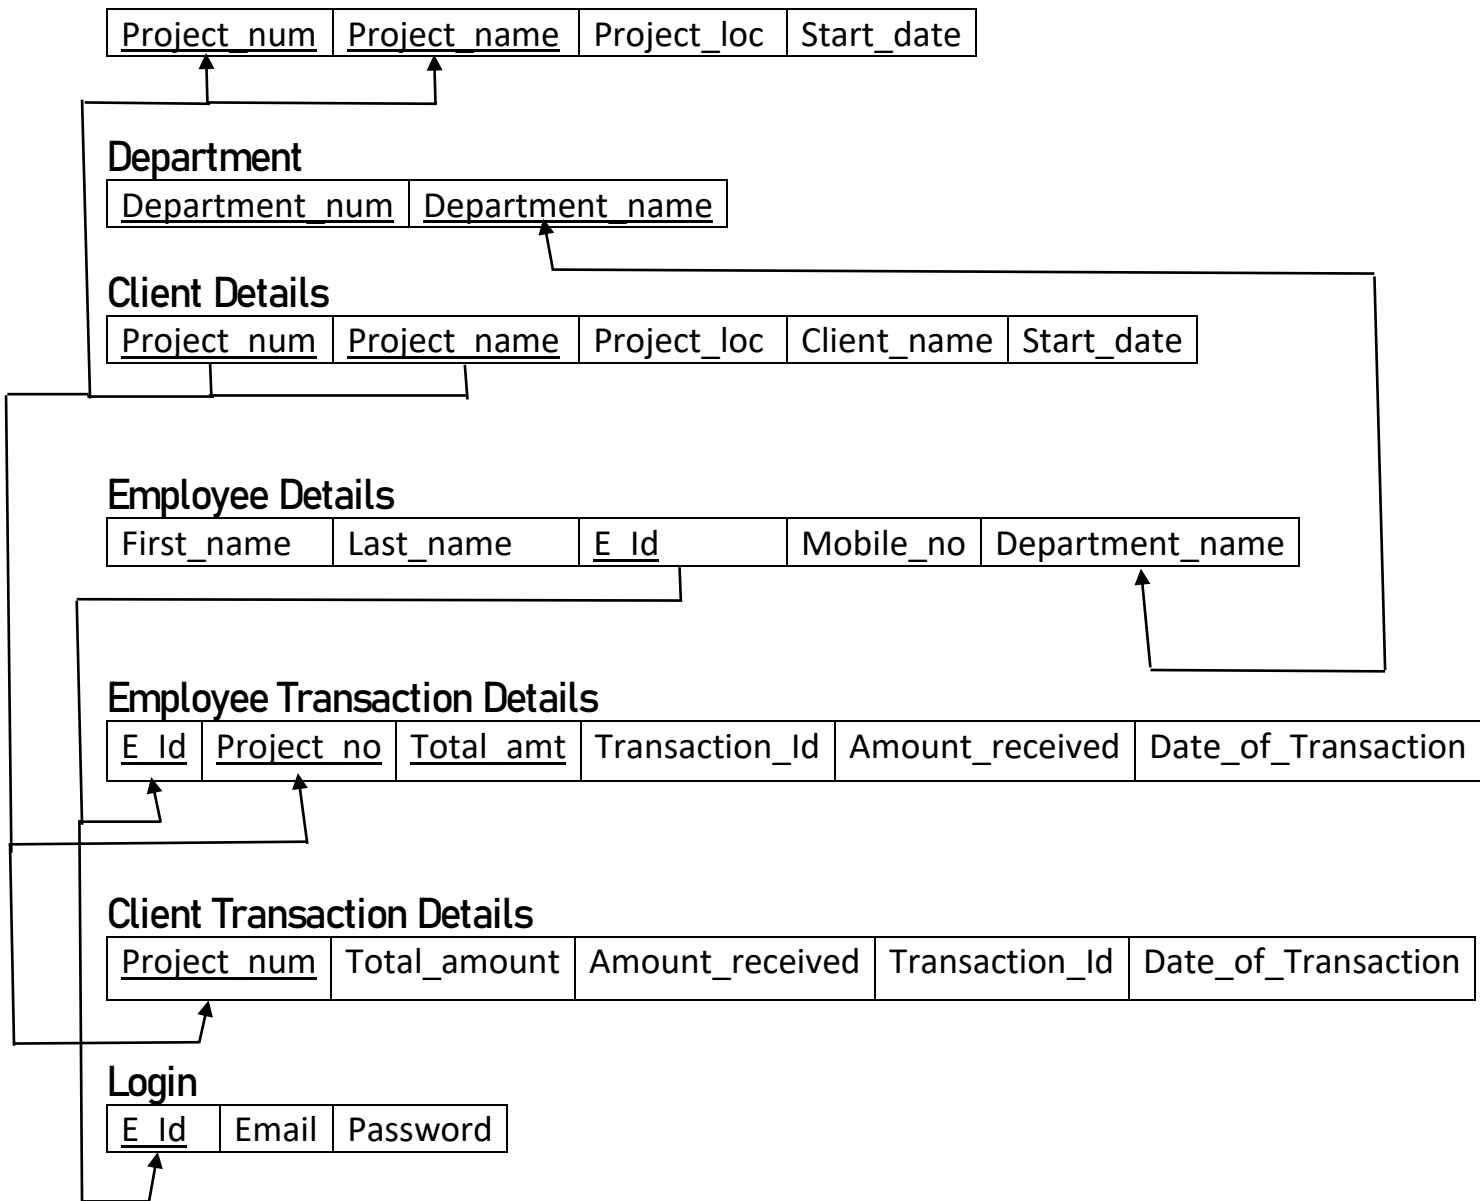 Project_num Project_name Project_loc Start_date
Department
Department_num Department_name
Client Details
Project_num Project_name Project_loc Client_name Start_date
Employee Details
First_name Last_name E_Id Mobile_no Department_name
Employee Transaction Details
E_Id Project_no Total_amt Transaction_Id Amount_received Date_of_Transaction
Client Transaction Details
Project_num Total_amount Amount_received Transaction_Id Date_of_Transaction
Login
E_Id Email Password